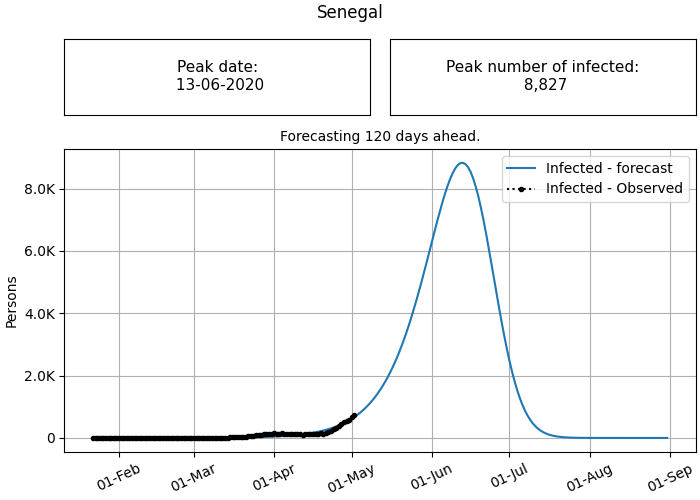 Senegal
Peak date:
13-06-2020
Peak number of infected:
8,827
Forecasting 120 days ahead.
Infected - forecast
Infected - Observed
8.0K
6.0K
4.0K
2.0K
0
Persons
01-Feb
01-Mar
01-Apr
01-May
01-Jun
01-Jul
01-Aug
01-Sep